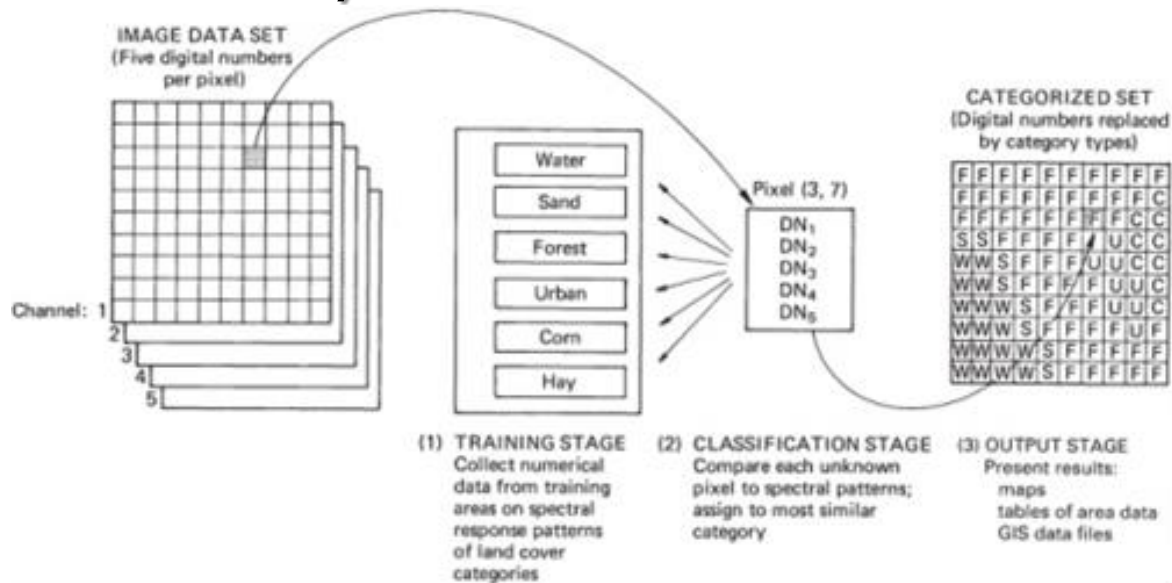 IMAGE DATA SET
(Five digital numbers
per pixel)
Channel: 1
2
3
4
5
Water
Sand
Forest
Urban
Corn
Hay
Pixel (3, 7)
DN₁
DN₂
DN₃
DN₄
DN₅
CATEGORIZED SET
(Digital numbers replaced
by category types)
F F F F F F F F F F
F F F F F F F F F C
F F F F F F F F C C
S S F F F F U C C
W W S F F F U U C C
W W S F F F F U U C
W W W S F F F U U C
W W W S F F F F U F
W W W W S F F F F F
W W W W S F F F F F
(1) TRAINING STAGE
Collect numerical
data from training
areas on spectral
response patterns
of land cover
categories
(2) CLASSIFICATION STAGE
Compare each unknown
pixel to spectral patterns;
assign to most similar
category
(3) OUTPUT STAGE
Present results:
maps
tables of area data
GIS data files